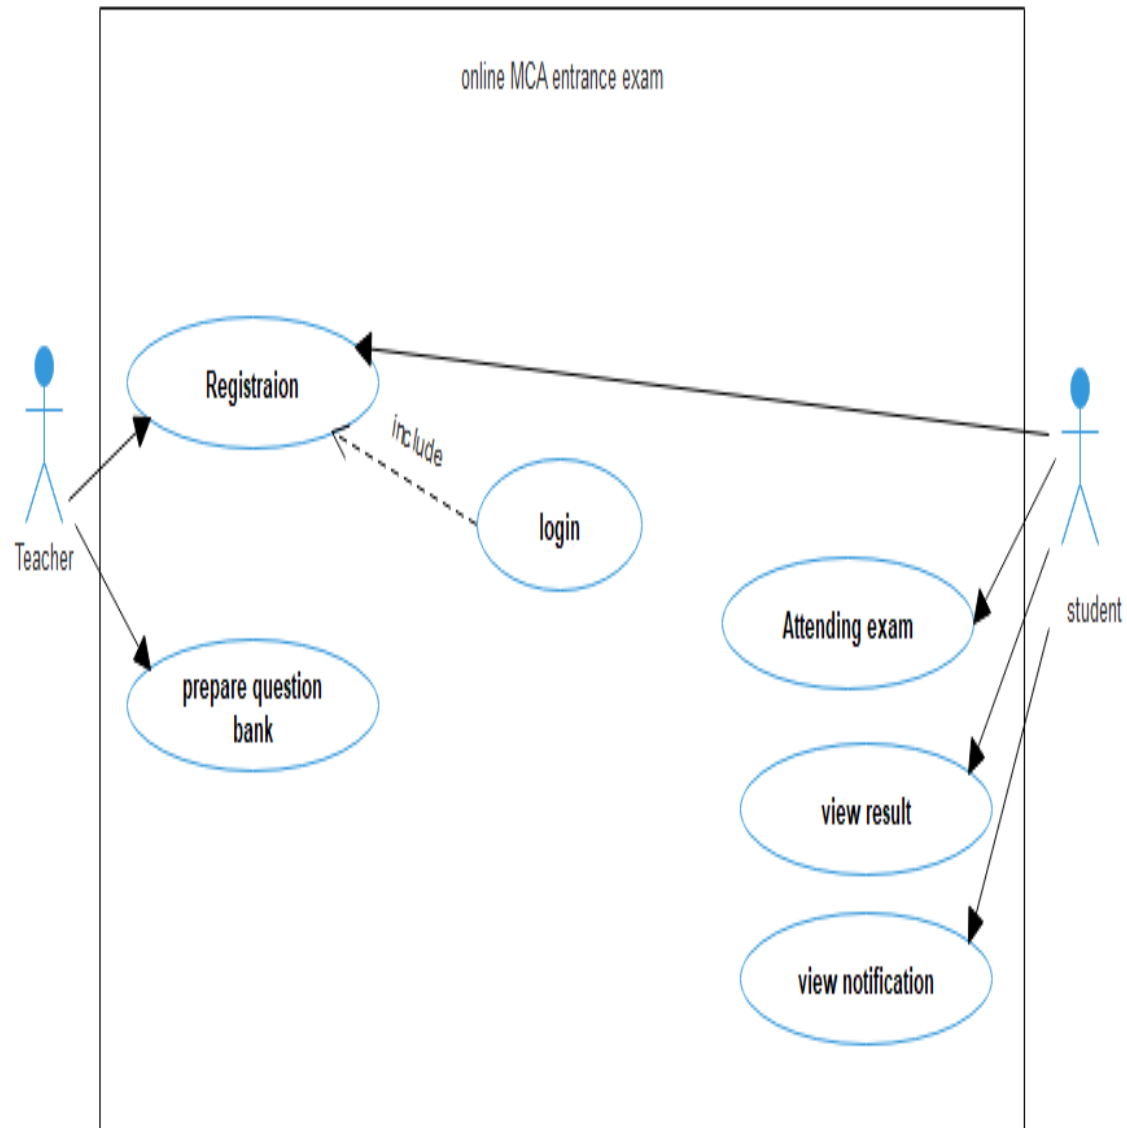 online MCA entrance exam
Registraion
include
login
Teacher
Attending exam
student
prepare question
bank
view result
view notification